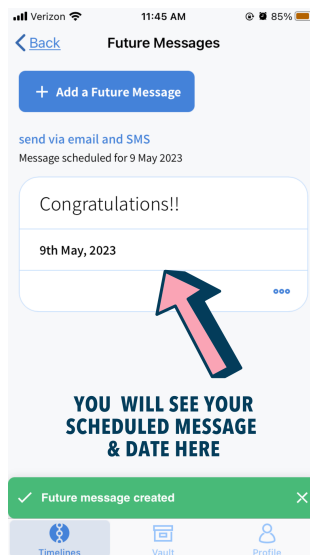 Verizon 11:45 AM 85%
Back Future Messages
+ Add a Future Message
send via email and SMS
Message scheduled for 9 May 2023
Congratulations!!
9th May, 2023
YOU WILL SEE YOUR
SCHEDULED MESSAGE
& DATE HERE
Future message created
Timelines Vault Profile